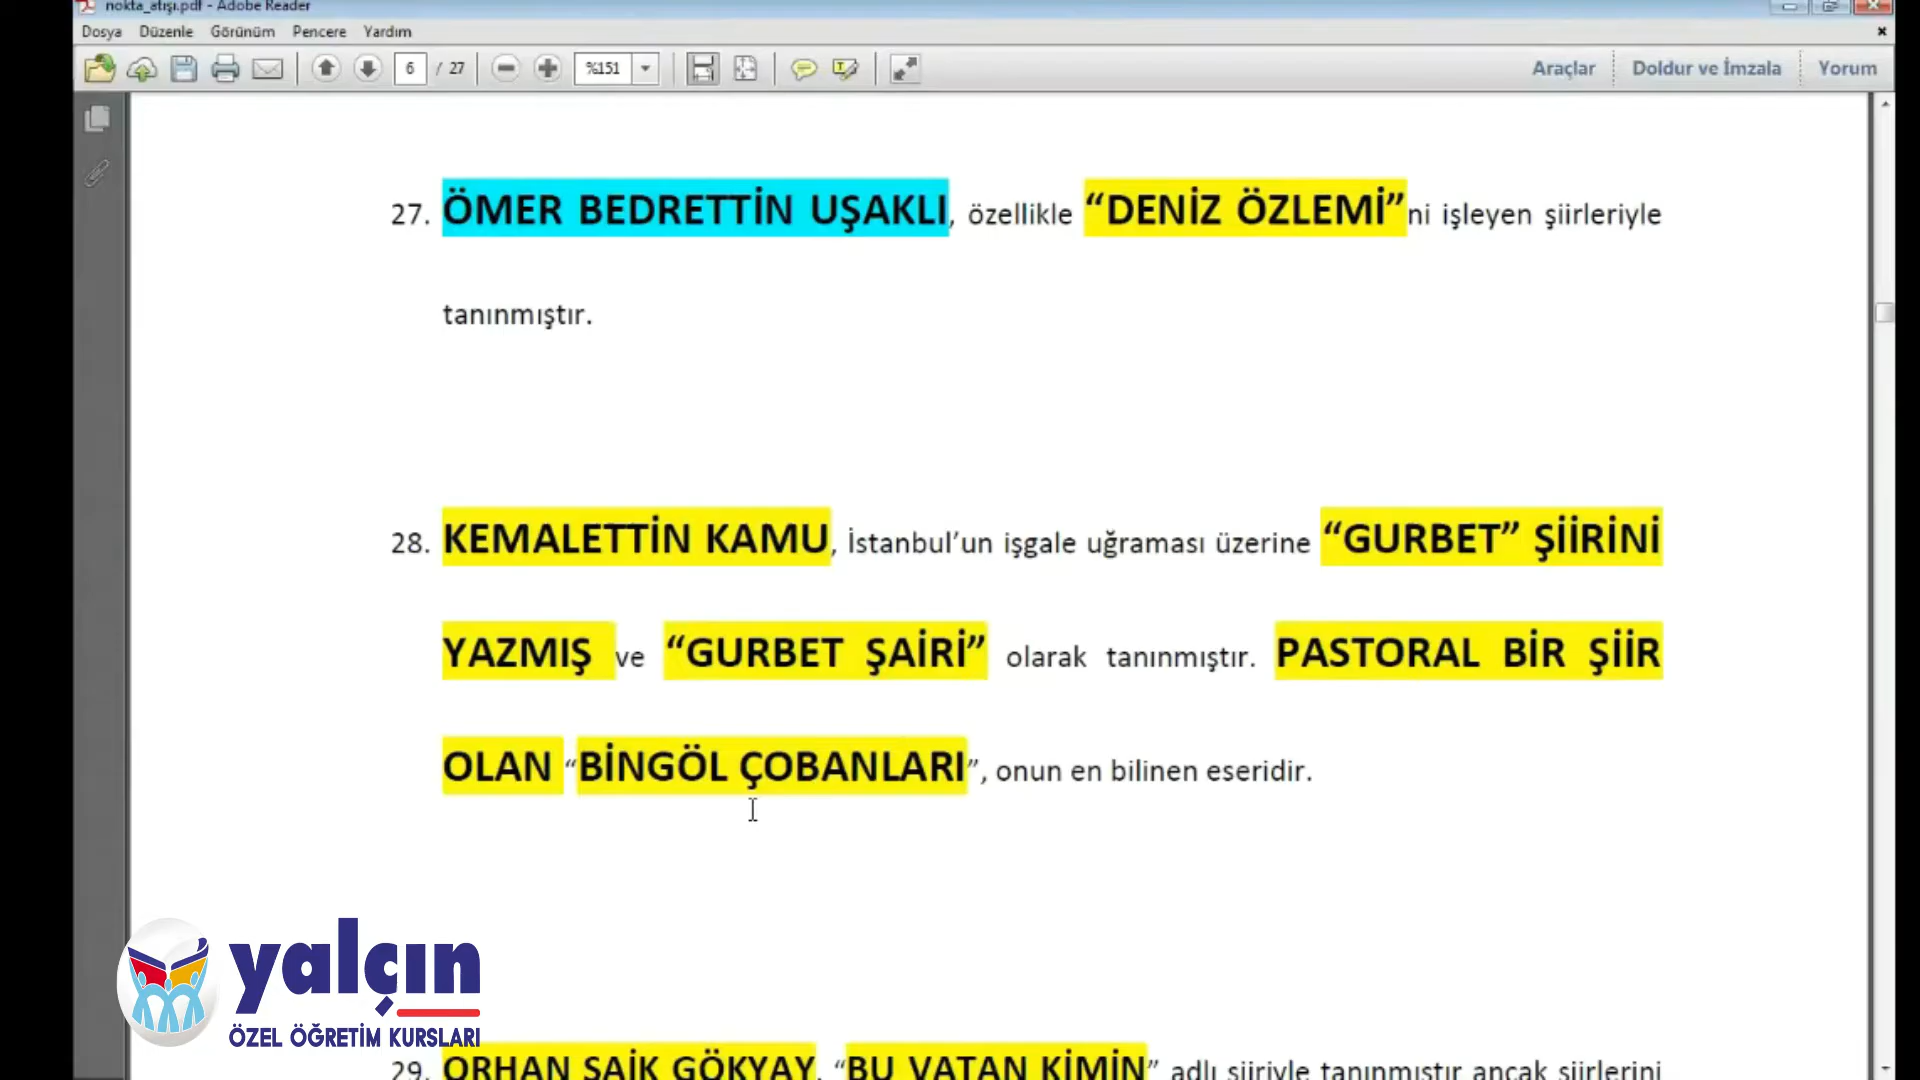 nokta_atışı.pdf - Adobe Reader
Dosya Düzenle Görünüm Pencere Yardım
6 / 27 %151 Araçlar Doldur ve İmzala Yorum
27. ÖMER BEDRETTİN UŞAKLI, özellikle “DENİZ ÖZLEMİ”ni işleyen şiirleriyle
tanınmıştır.
28. KEMALETTİN KAMU, İstanbul’un işgale uğraması üzerine “GURBET” ŞİİRİNİ
YAZMIŞ ve “GURBET ŞAİRİ” olarak tanınmıştır. PASTORAL BİR ŞİİR
OLAN “BİNGÖL ÇOBANLARI”, onun en bilinen eseridir.
29. ORHAN ŞAİK GÖKYAY, “BU VATAN KİMİN” adlı şiiriyle tanınmıştır ancak şiirlerini
yalçın
ÖZEL ÖĞRETİM KURSLARI